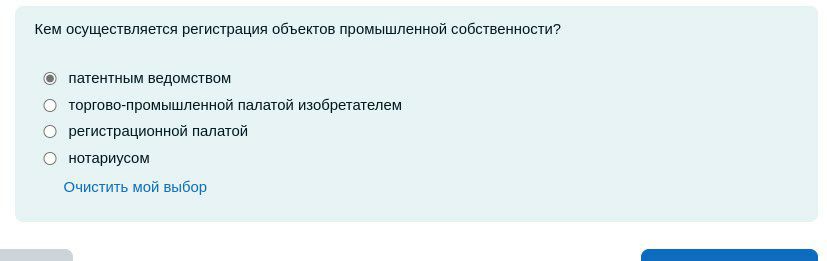 Кем осуществляется регистрация объектов промышленной собственности?
патентным ведомством
торгово-промышленной палатой изобретателем
регистрационной палатой
нотариусом
Очистить мой выбор